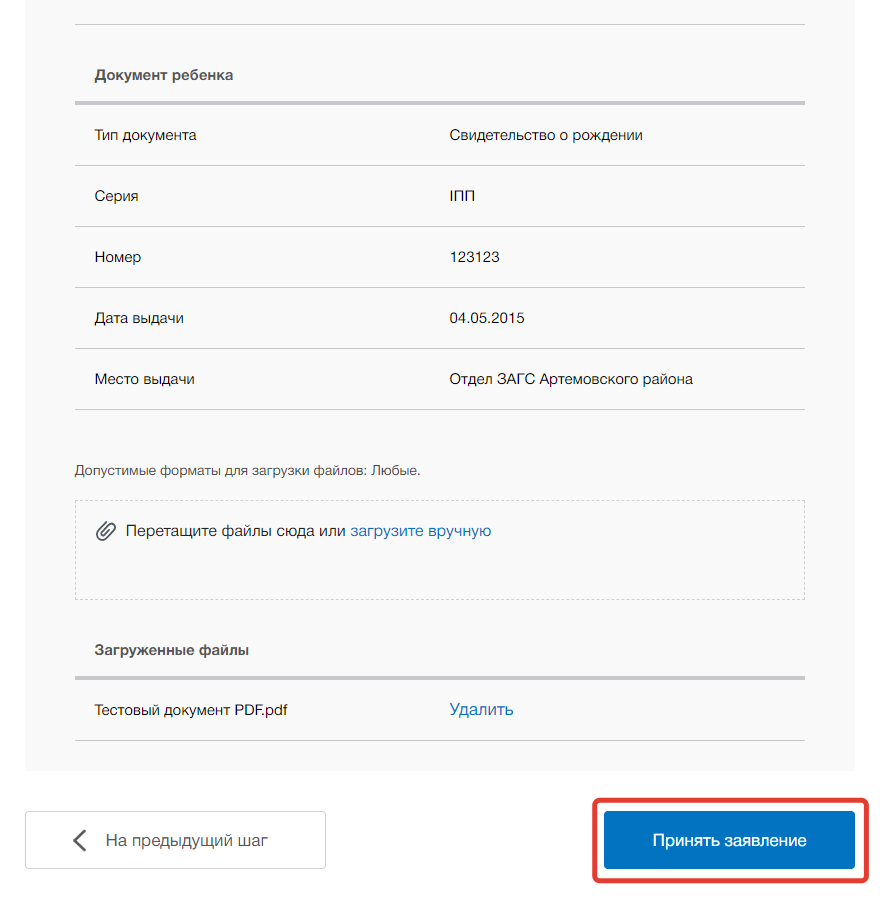 Документ ребенка
Тип документа Свидетельство о рождении
Серия IПП
Номер 123123
Дата выдачи 04.05.2015
Место выдачи Отдел ЗАГС Артемовского района
Допустимые форматы для загрузки файлов: Любые.
Перетащите файлы сюда или загрузите вручную
Загруженные файлы
Тестовый документ PDF.pdf Удалить
На предыдущий шаг Принять заявление